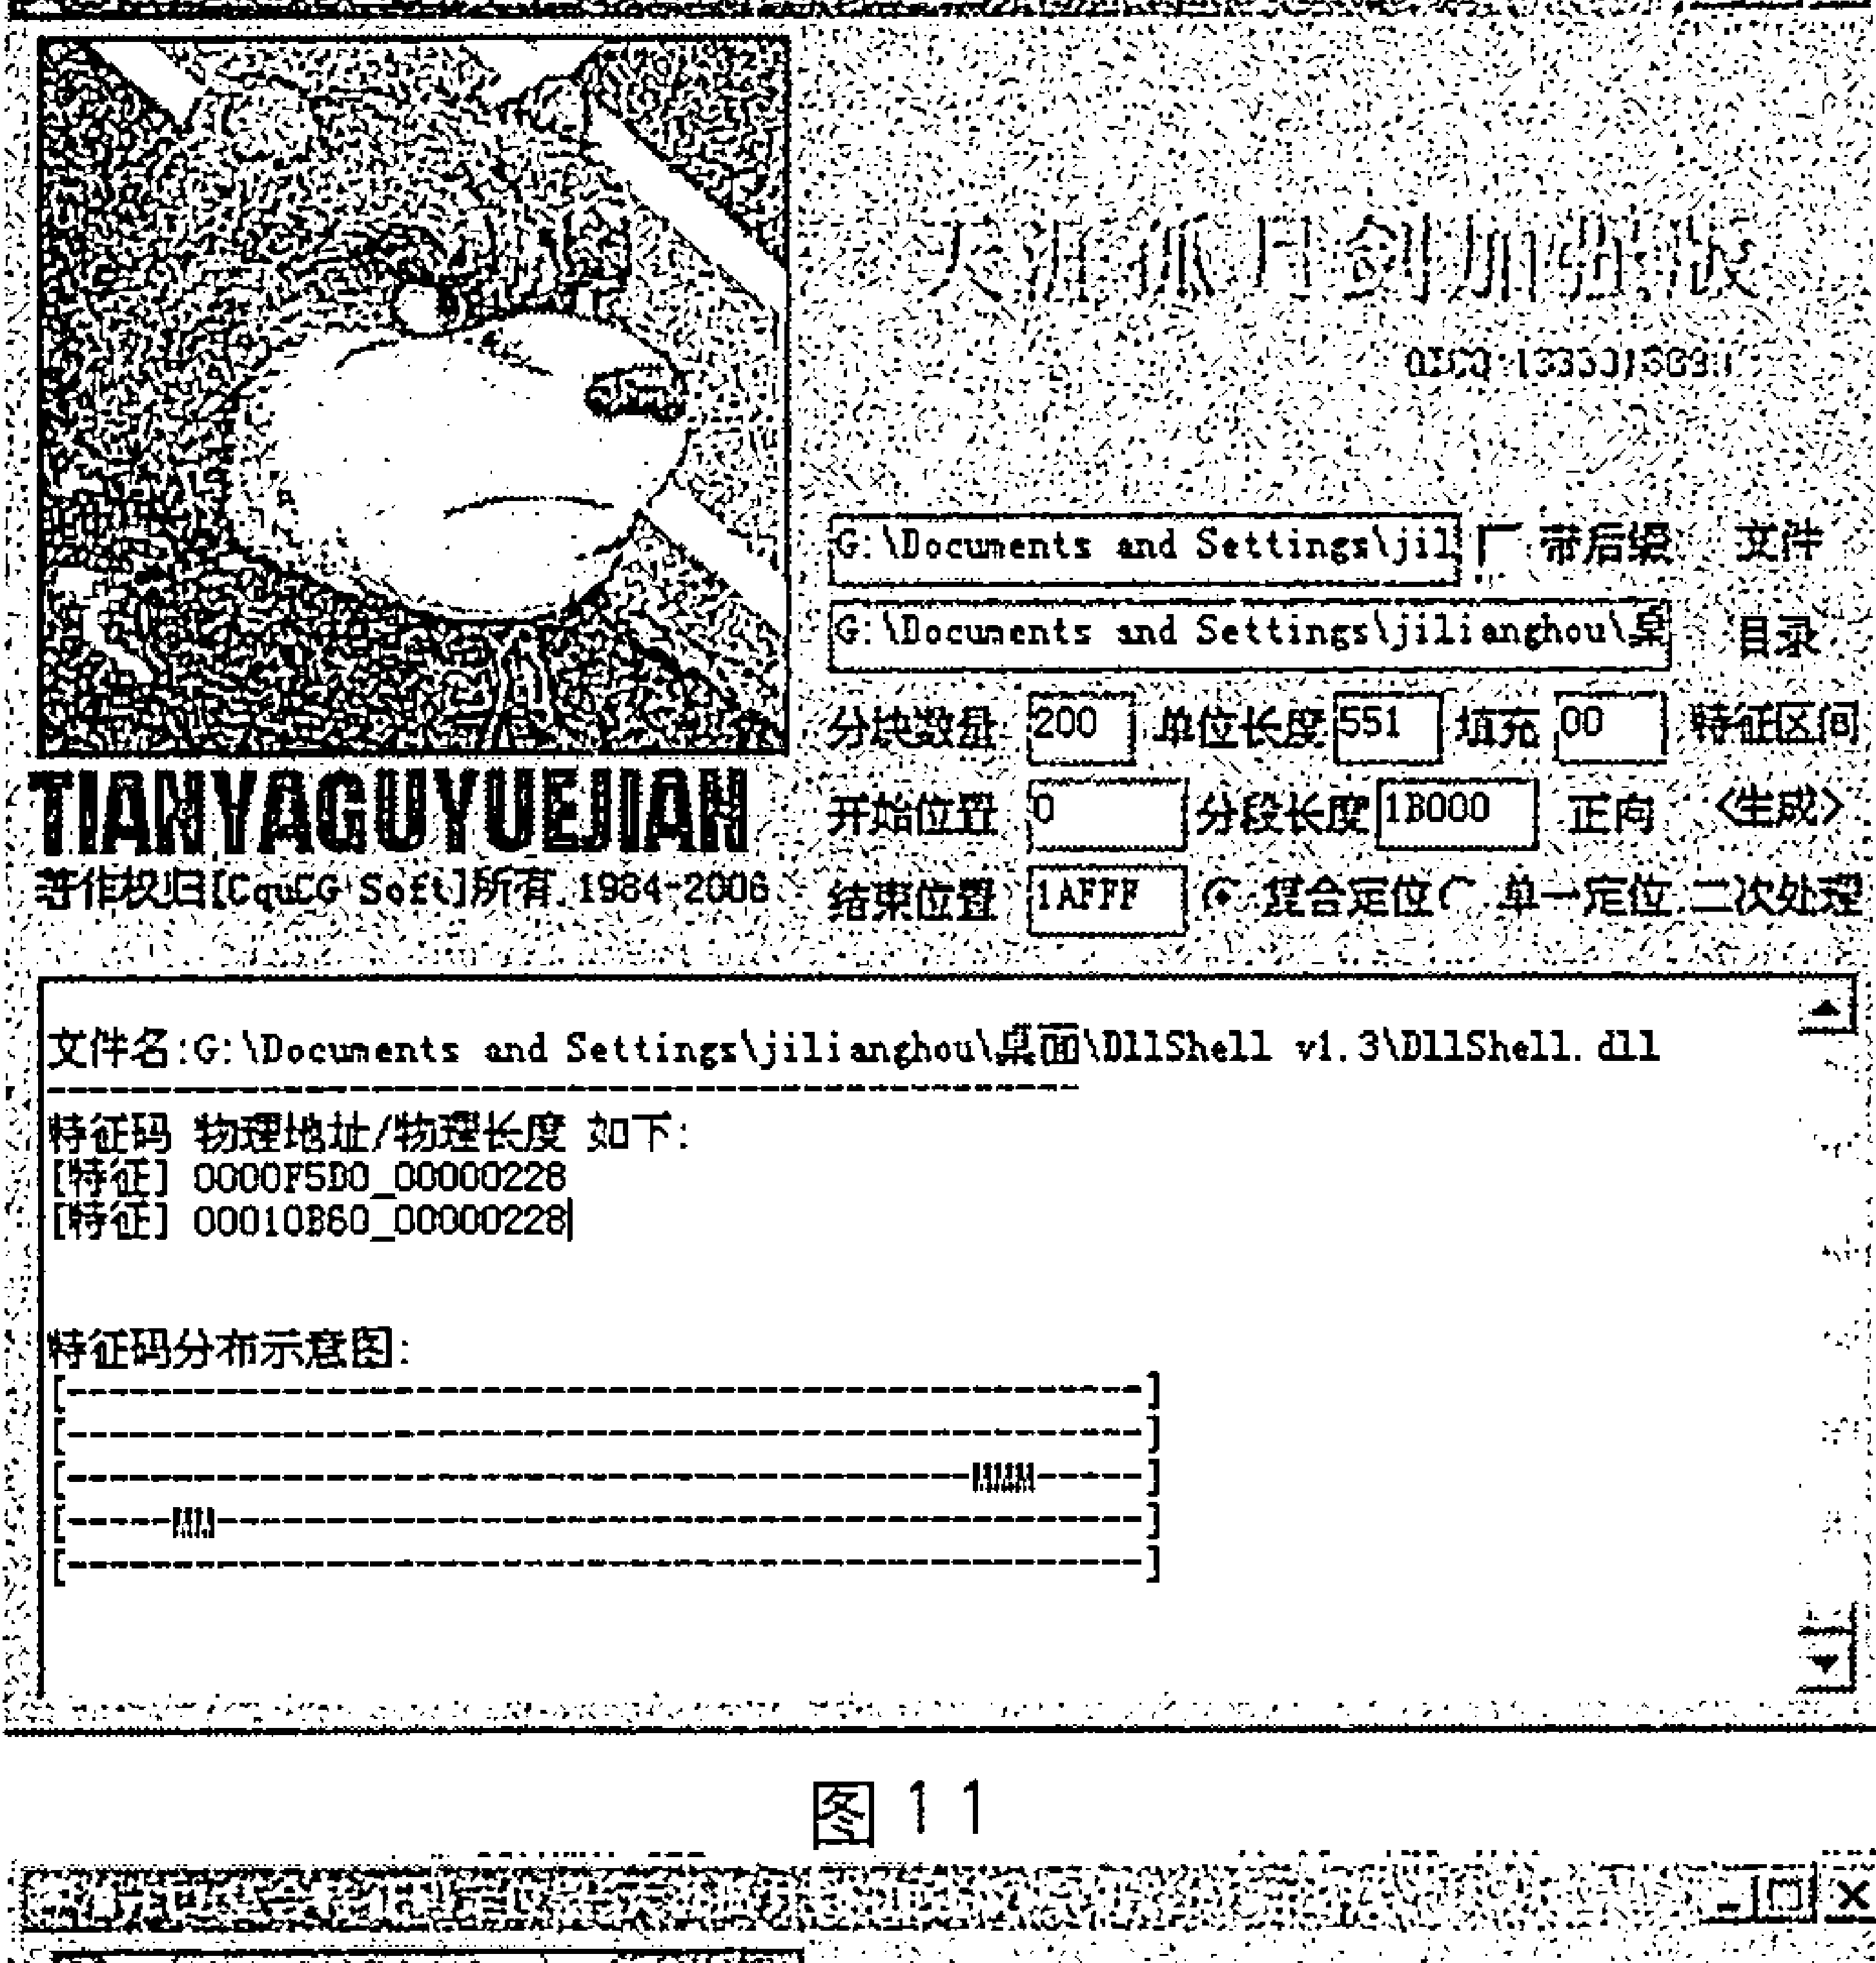 天涯孤月剑加强版
G:\Documents and Settings\jil 带后缀 文件
G:\Documents and Settings\jilianghou\桌 目录
分块数量 200 单位长度 551 填充 00 特征区间
TIANYAGUYUEJIAN
开始位置 0 分段长度 1B000 正向 <生成>
著作权归[CquCG Soft]所有. 1984-2006
结束位置 1AFFF 复合定位 单一定位 二次处理
文件名:G:\Documents and Settings\jilianghou\桌面\DllShell v1.3\DllShell.dll
特征码 物理地址/物理长度 如下:
[特征] 0000F5B0_00000228
[特征] 00010B60_00000228
特征码分布示意图:
图 11